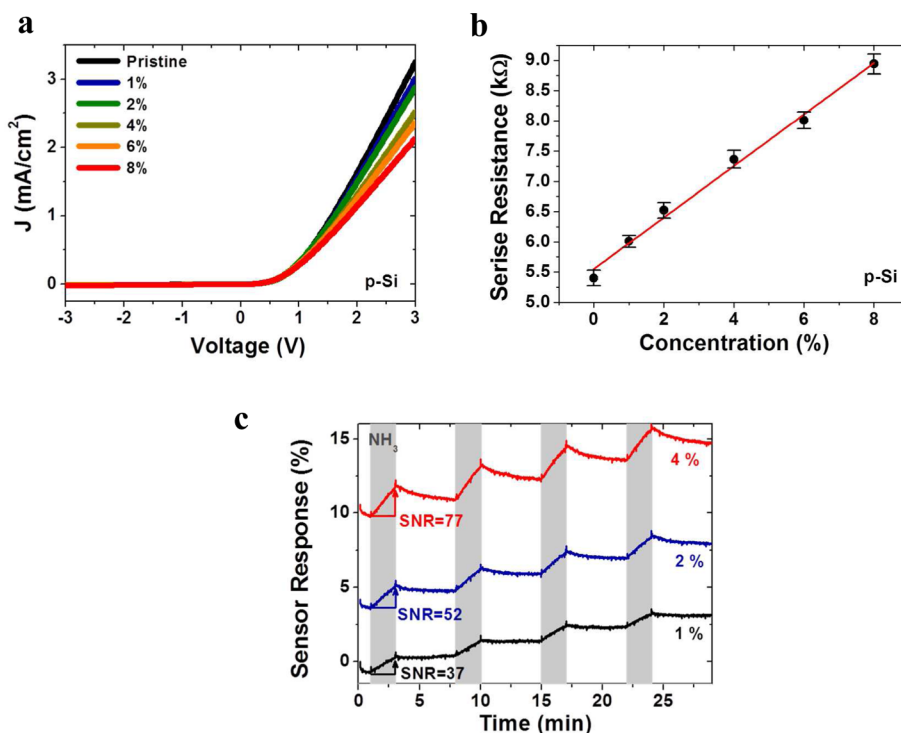 a
J (mA/cm²)
3
2
1
0
Pristine
1%
2%
4%
6%
8%
p-Si
-3 -2 -1 0 1 2 3
Voltage (V)
b
Serise Resistance (kΩ)
9.0
8.5
8.0
7.5
7.0
6.5
6.0
5.5
5.0
p-Si
0 2 4 6 8
Concentration (%)
c
Sensor Response (%)
15
10
5
0
NH₃
4 %
SNR=77
2 %
SNR=52
1 %
SNR=37
0 5 10 15 20 25
Time (min)